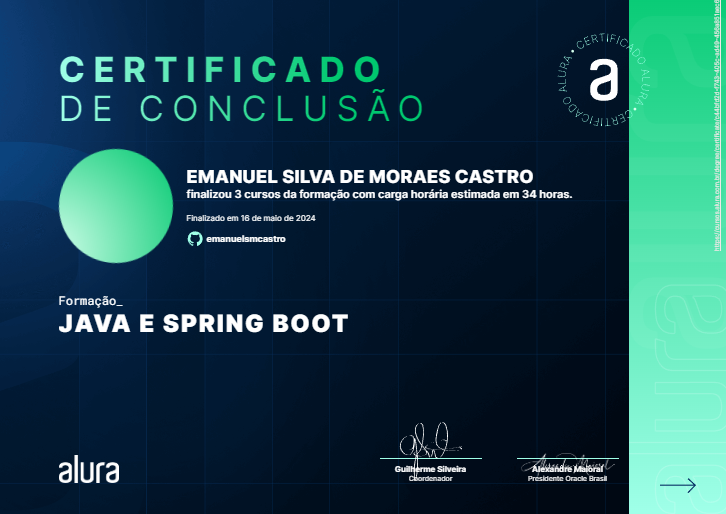 CERTIFICADO
DE CONCLUSÃO
CERTIFICADO ALURA • CERTIFICADO ALURA •
a
EMANUEL SILVA DE MORAES CASTRO
finalizou 3 cursos da formação com carga horária estimada em 34 horas.
Finalizado em 16 de maio de 2024
emanuelsmcastro
Formação_
JAVA E SPRING BOOT
alura
Guilherme Silveira
Coordenador
Alexandre Maioral
Presidente Oracle Brasil
alura